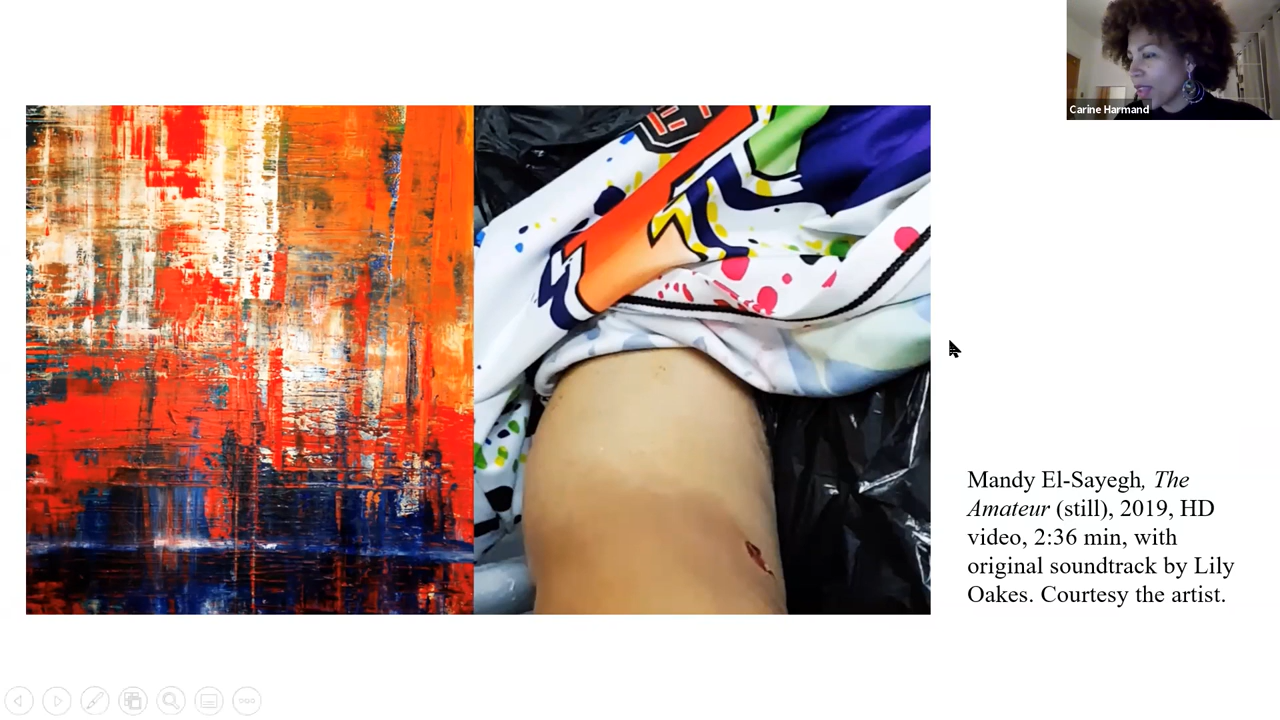 Carine Harmand
Mandy El-Sayegh, The
Amateur (still), 2019, HD
video, 2:36 min, with
original soundtrack by Lily
Oakes. Courtesy the artist.